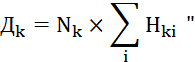 Дₖ = Nₖ × ∑ᵢ Hₖᵢ "